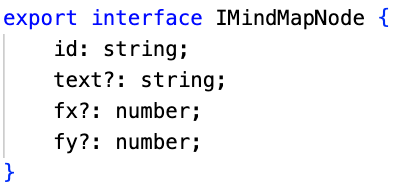 export interface IMindMapNode {
    id: string;
    text?: string;
    fx?: number;
    fy?: number;
}